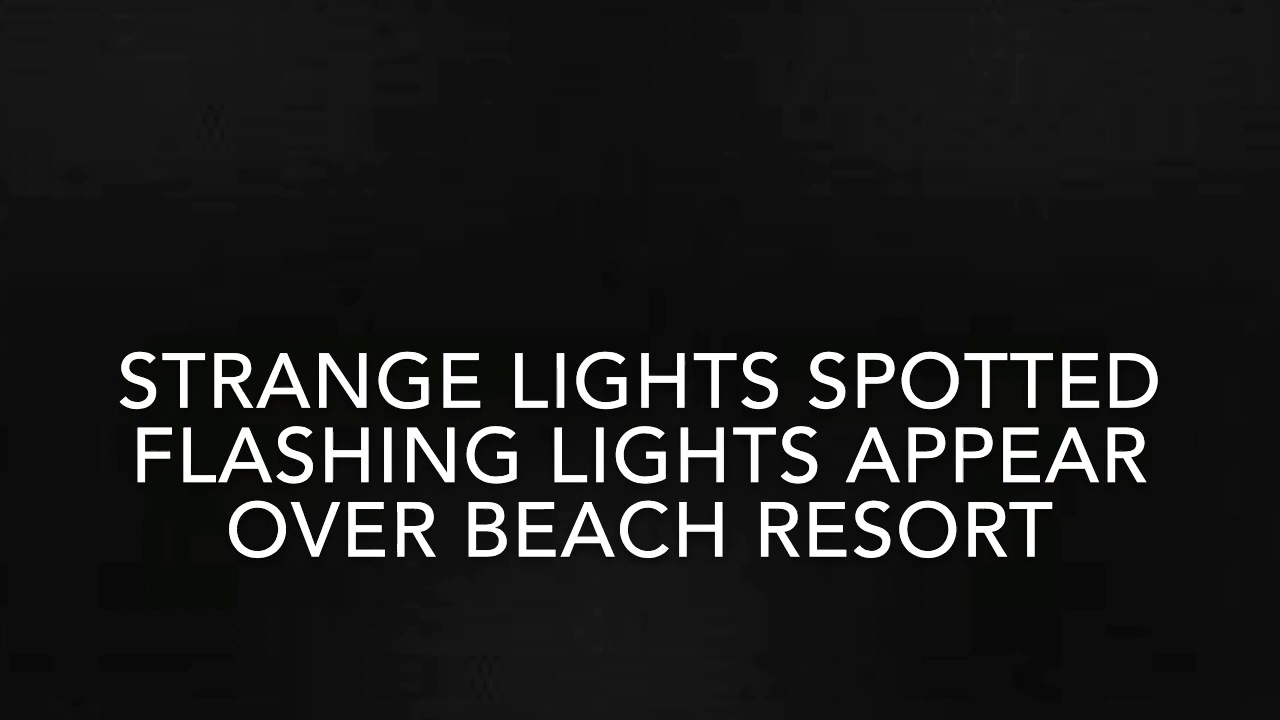 STRANGE LIGHTS SPOTTED
FLASHING LIGHTS APPEAR
OVER BEACH RESORT